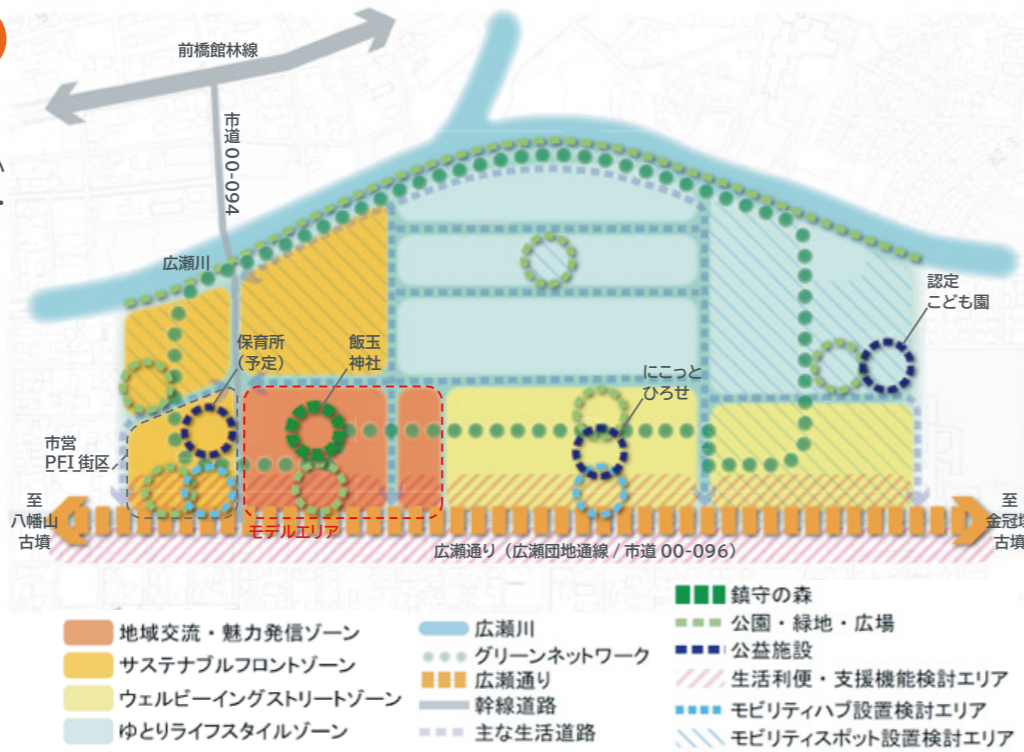 前橋館林線
市道 00-094
広瀬川
認定
こども園
保育所
（予定）
飯玉
神社
にこっと
ひろせ
市営
PFI 街区
至
八幡山
古墳
至
金冠塚
古墳
モデルエリア
広瀬通り（広瀬団地通線 / 市道 00-096）
地域交流・魅力発信ゾーン
サステナブルフロントゾーン
ウェルビーイングストリートゾーン
ゆとりライフスタイルゾーン
広瀬川
グリーンネットワーク
広瀬通り
幹線道路
主な生活道路
鎮守の森
公園・緑地・広場
公益施設
生活利便・支援機能検討エリア
モビリティハブ設置検討エリア
モビリティスポット設置検討エリア